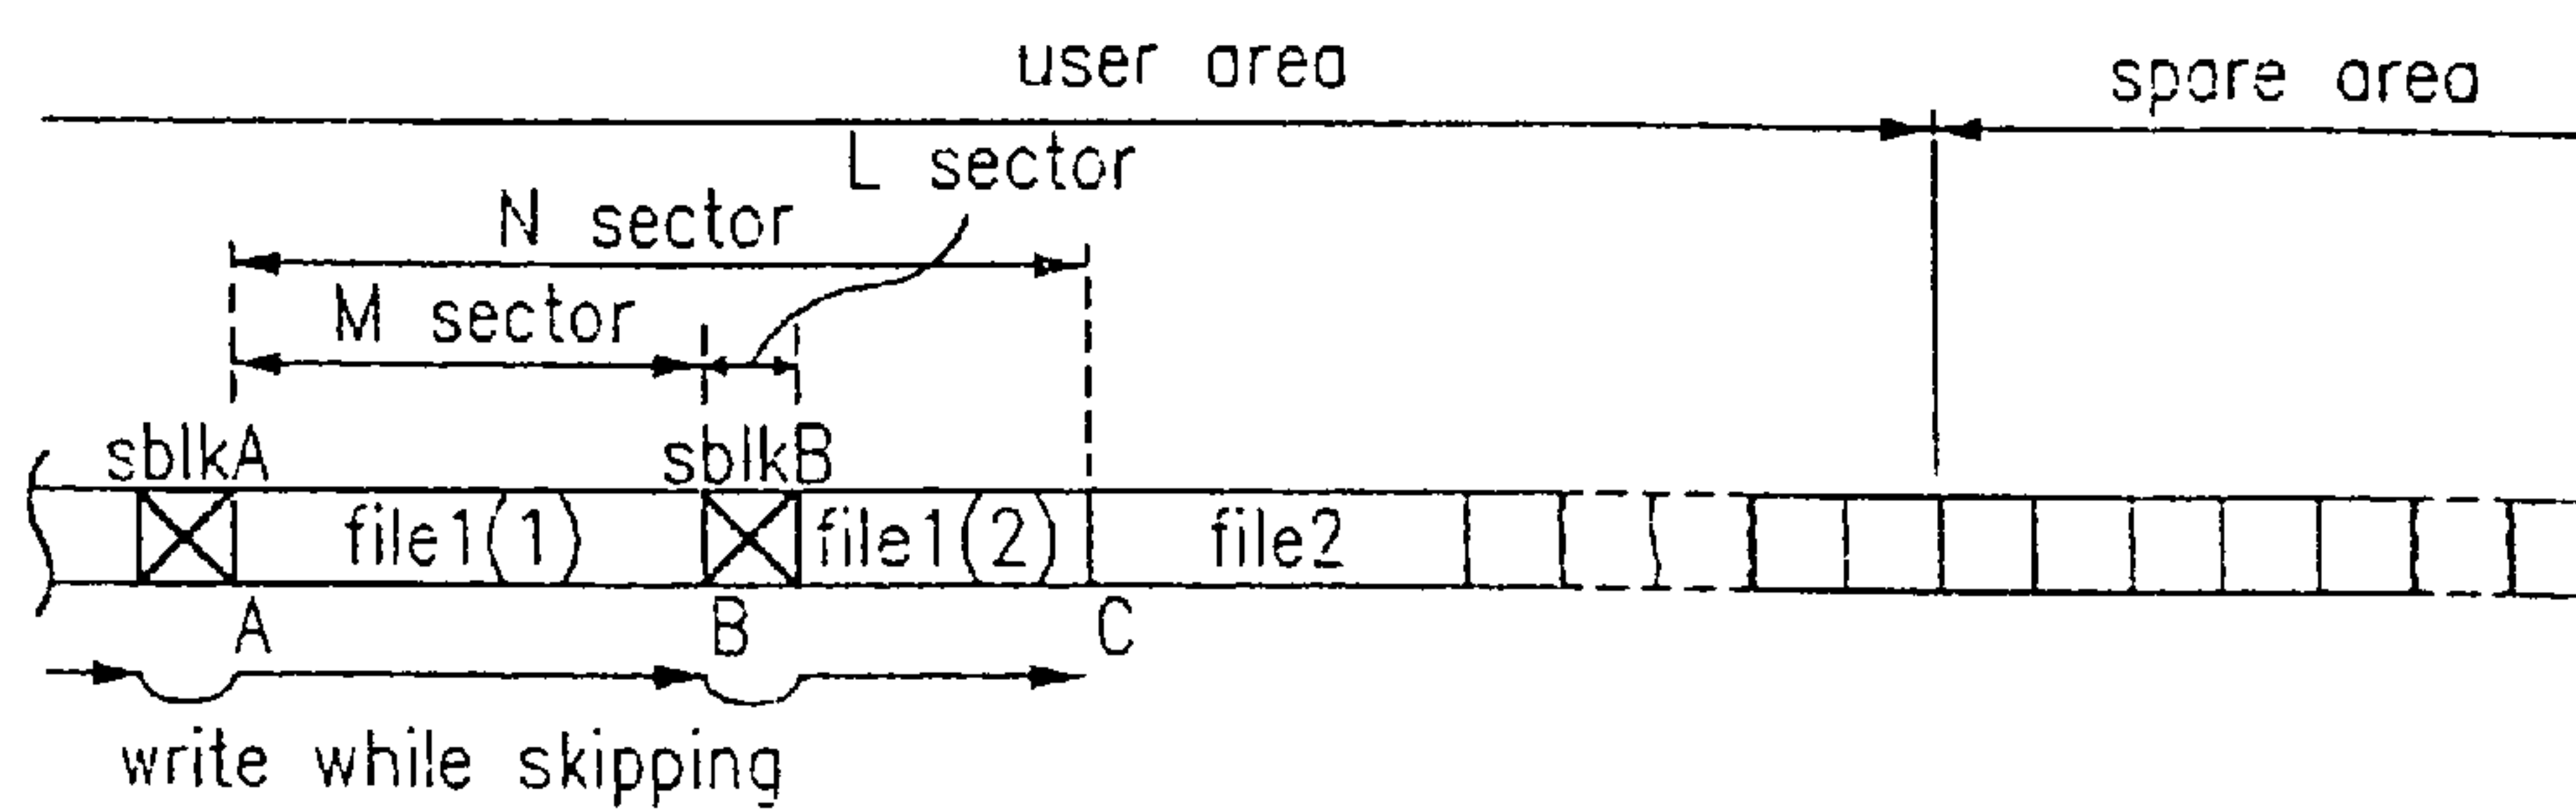 user area
spare area
L sector
N sector
M sector
sblkA
sblkB
file1(1)
file1(2)
file2
A
B
C
write while skipping